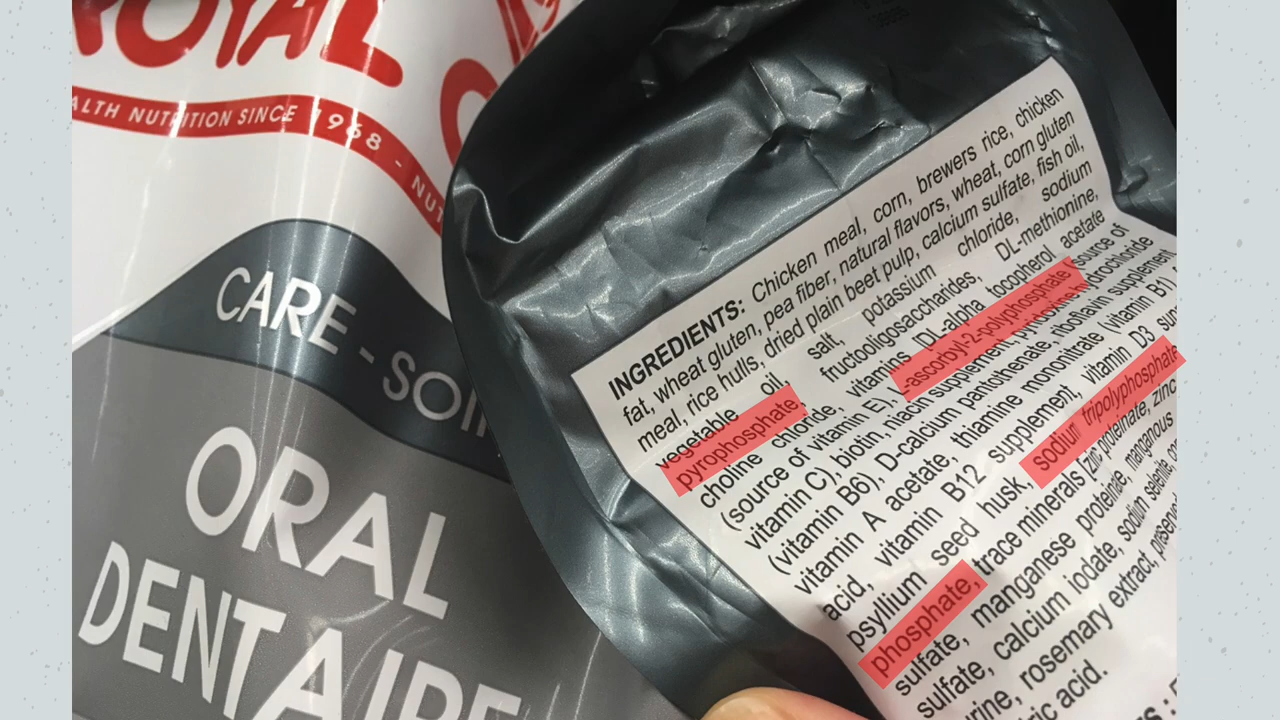 ROYAL
ALTH NUTRITION SINCE 1968 - NUT
CARE - SOIN
ORAL
DENTAIRE
INGREDIENTS: Chicken meal, corn, brewers rice, chicken
fat, wheat gluten, pea fiber, natural flavors, wheat, corn gluten
meal, rice hulls, dried plain beet pulp, calcium sulfate, fish oil,
vegetable oil, salt, potassium chloride, sodium
pyrophosphate, fructooligosaccharides, DL-methionine,
choline chloride, vitamins [DL-alpha tocopherol acetate
(source of vitamin E), L-ascorbyl-2-polyphosphate (source of
vitamin C), biotin, niacin supplement, pyridoxine hydrochloride
(vitamin B6), D-calcium pantothenate, riboflavin supplement,
vitamin A acetate, thiamine mononitrate (vitamin B1),
acid, vitamin B12 supplement, vitamin D3
psyllium seed husk, sodium tripolyphosphate
phosphate, trace minerals [zinc proteinate, zinc
sulfate, manganese proteinate, manganous
sulfate, calcium iodate, sodium selenite,
urine, rosemary extract, preserved
ric acid.